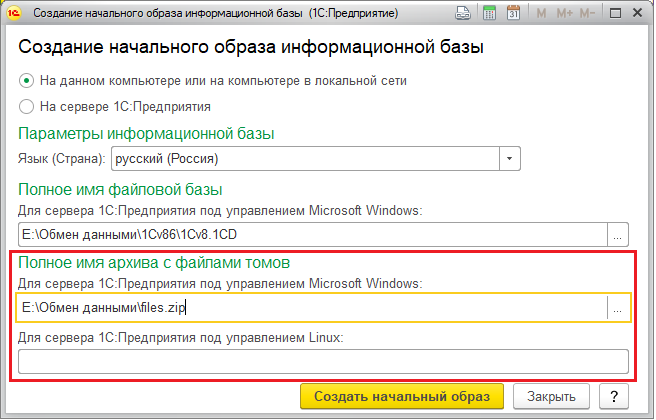 Создание начального образа информационной базы (1С:Предприятие)
M M+ M-
Создание начального образа информационной базы
На данном компьютере или на компьютере в локальной сети
На сервере 1С:Предприятия
Параметры информационной базы
Язык (Страна): русский (Россия)
Полное имя файловой базы
Для сервера 1С:Предприятия под управлением Microsoft Windows:
E:\Обмен данными\1Cv86\1Cv8.1CD ...
Полное имя архива с файлами томов
Для сервера 1С:Предприятия под управлением Microsoft Windows:
E:\Обмен данными\files.zip ...
Для сервера 1С:Предприятия под управлением Linux:
Создать начальный образ Закрыть ?